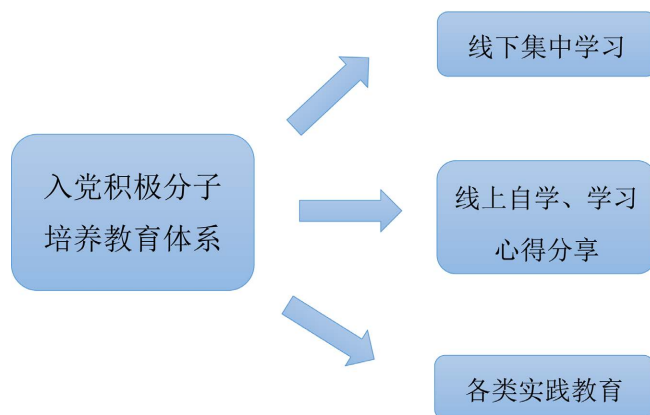 线下集中学习
入党积极分子
培养教育体系
线上自学、学习
心得分享
各类实践教育